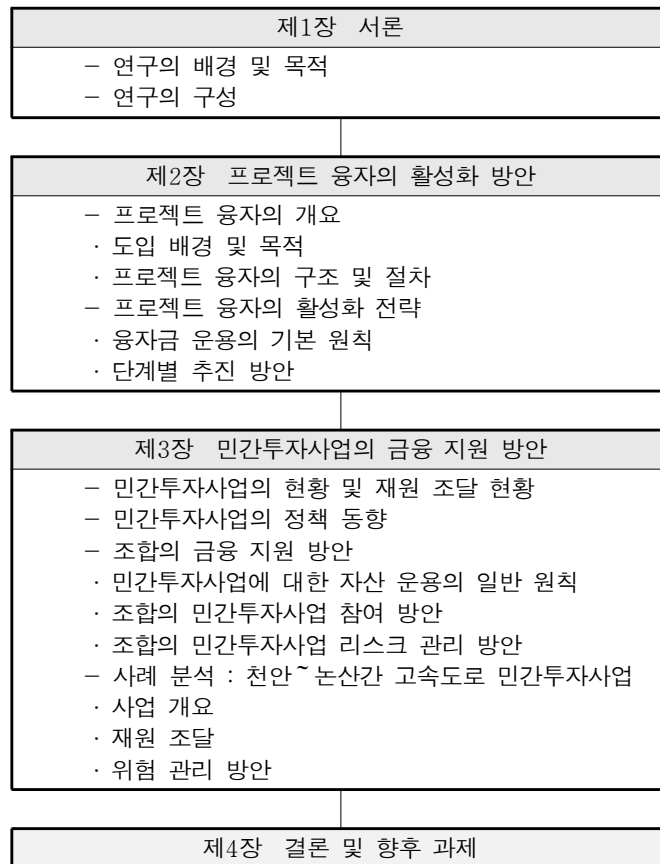 제1장 서론
– 연구의 배경 및 목적
– 연구의 구성
제2장 프로젝트 융자의 활성화 방안
– 프로젝트 융자의 개요
· 도입 배경 및 목적
· 프로젝트 융자의 구조 및 절차
– 프로젝트 융자의 활성화 전략
· 융자금 운용의 기본 원칙
· 단계별 추진 방안
제3장 민간투자사업의 금융 지원 방안
– 민간투자사업의 현황 및 재원 조달 현황
– 민간투자사업의 정책 동향
– 조합의 금융 지원 방안
· 민간투자사업에 대한 자산 운용의 일반 원칙
· 조합의 민간투자사업 참여 방안
· 조합의 민간투자사업 리스크 관리 방안
– 사례 분석 : 천안~논산간 고속도로 민간투자사업
· 사업 개요
· 재원 조달
· 위험 관리 방안
제4장 결론 및 향후 과제